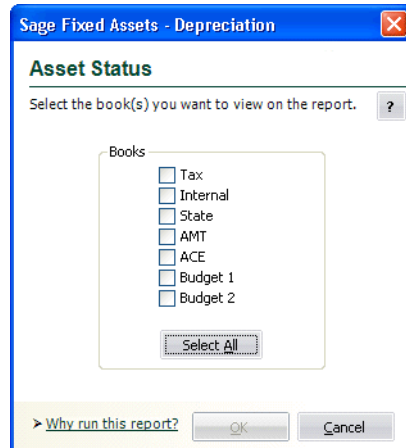 Sage Fixed Assets - Depreciation
Asset Status
Select the book(s) you want to view on the report.
?
Books
Tax
Internal
State
AMT
ACE
Budget 1
Budget 2
Select All
> Why run this report?
OK
Cancel